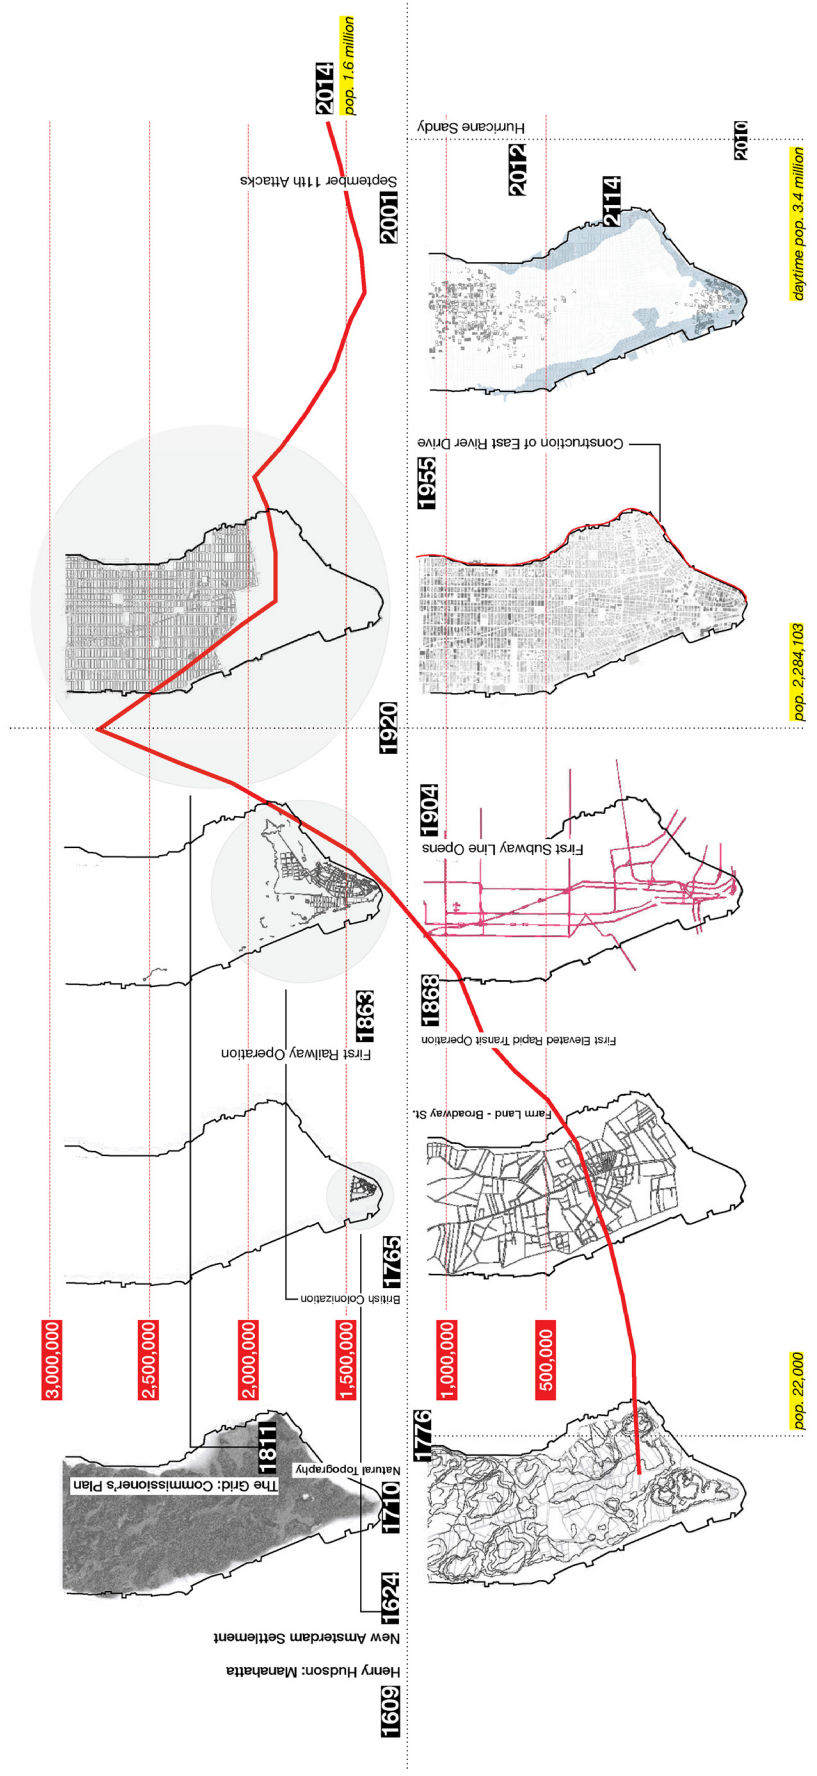 2014
pop. 1.6 million
September 11th Attacks
2001
Hurricane Sandy
2012
2010
2114
daytime pop. 3.4 million
Construction of East River Drive
1955
1920
pop. 2,284,103
1904
First Subway Line Opens
1863
First Railway Operation
1868
First Elevated Rapid Transit Operation
Farm Land - Broadway St.
1765
British Colonization
3,000,000
2,500,000
2,000,000
1,500,000
1,000,000
500,000
1811
The Grid: Commissioner's Plan
Natural Topography
1710
1776
pop. 22,000
1624
New Amsterdam Settlement
Henry Hudson: Manahatta
1609